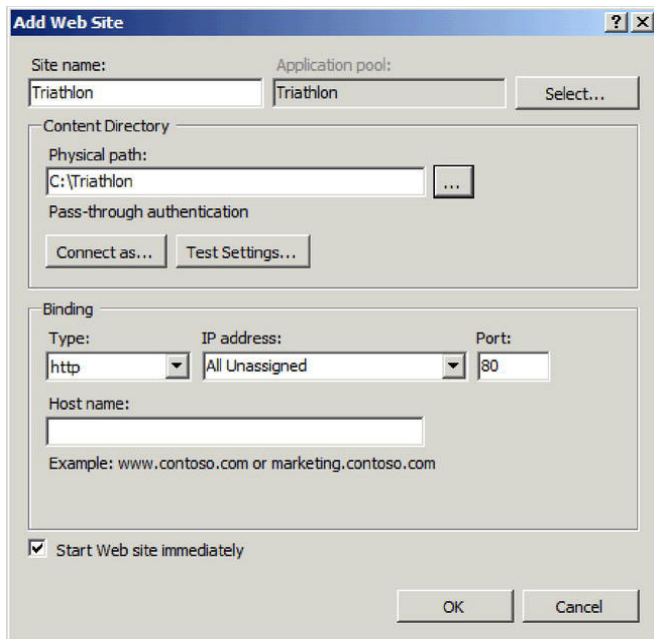 Add Web Site
Site name:
Application pool:
Triathlon
Triathlon
Select...
Content Directory
Physical path:
C:\Triathlon
...
Pass-through authentication
Connect as...
Test Settings...
Binding
Type:
IP address:
Port:
http
All Unassigned
80
Host name:
Example: www.contoso.com or marketing.contoso.com
Start Web site immediately
OK
Cancel